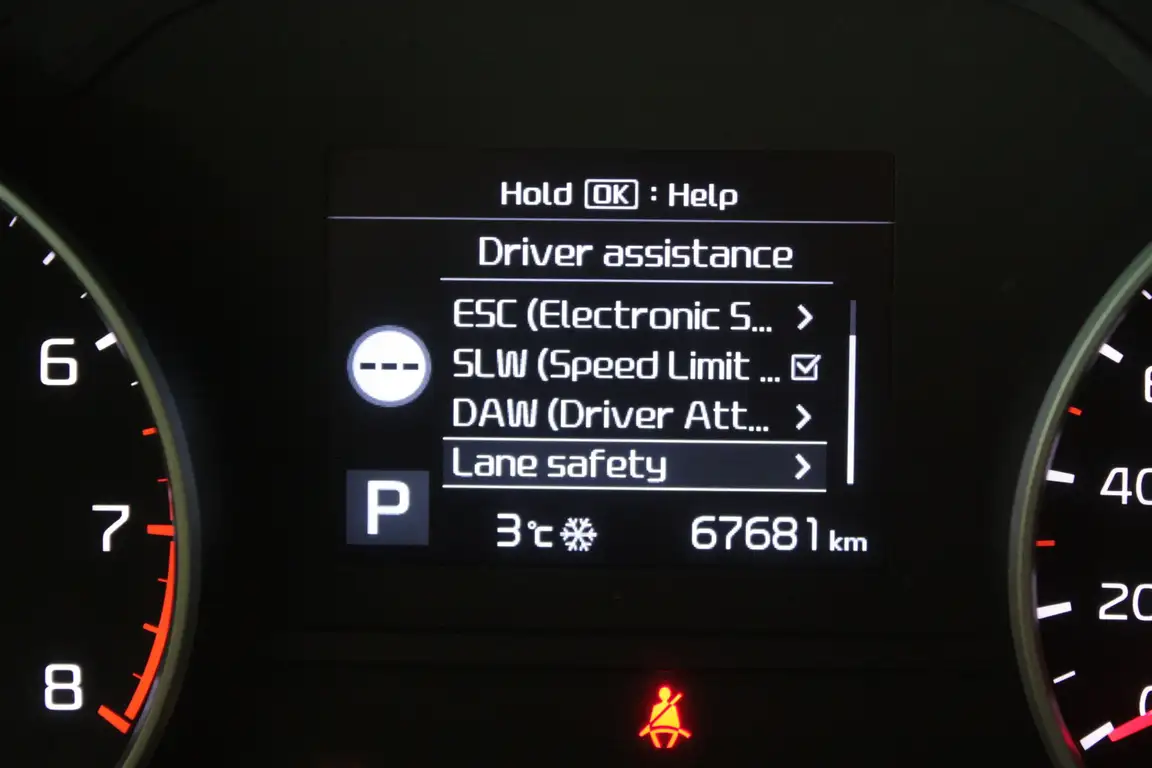 Hold OK : Help
Driver assistance
ESC (Electronic S...
SLW (Speed Limit ...
DAW (Driver Att...
Lane safety
P
3°C
67681 km
6
7
8
40
20
0